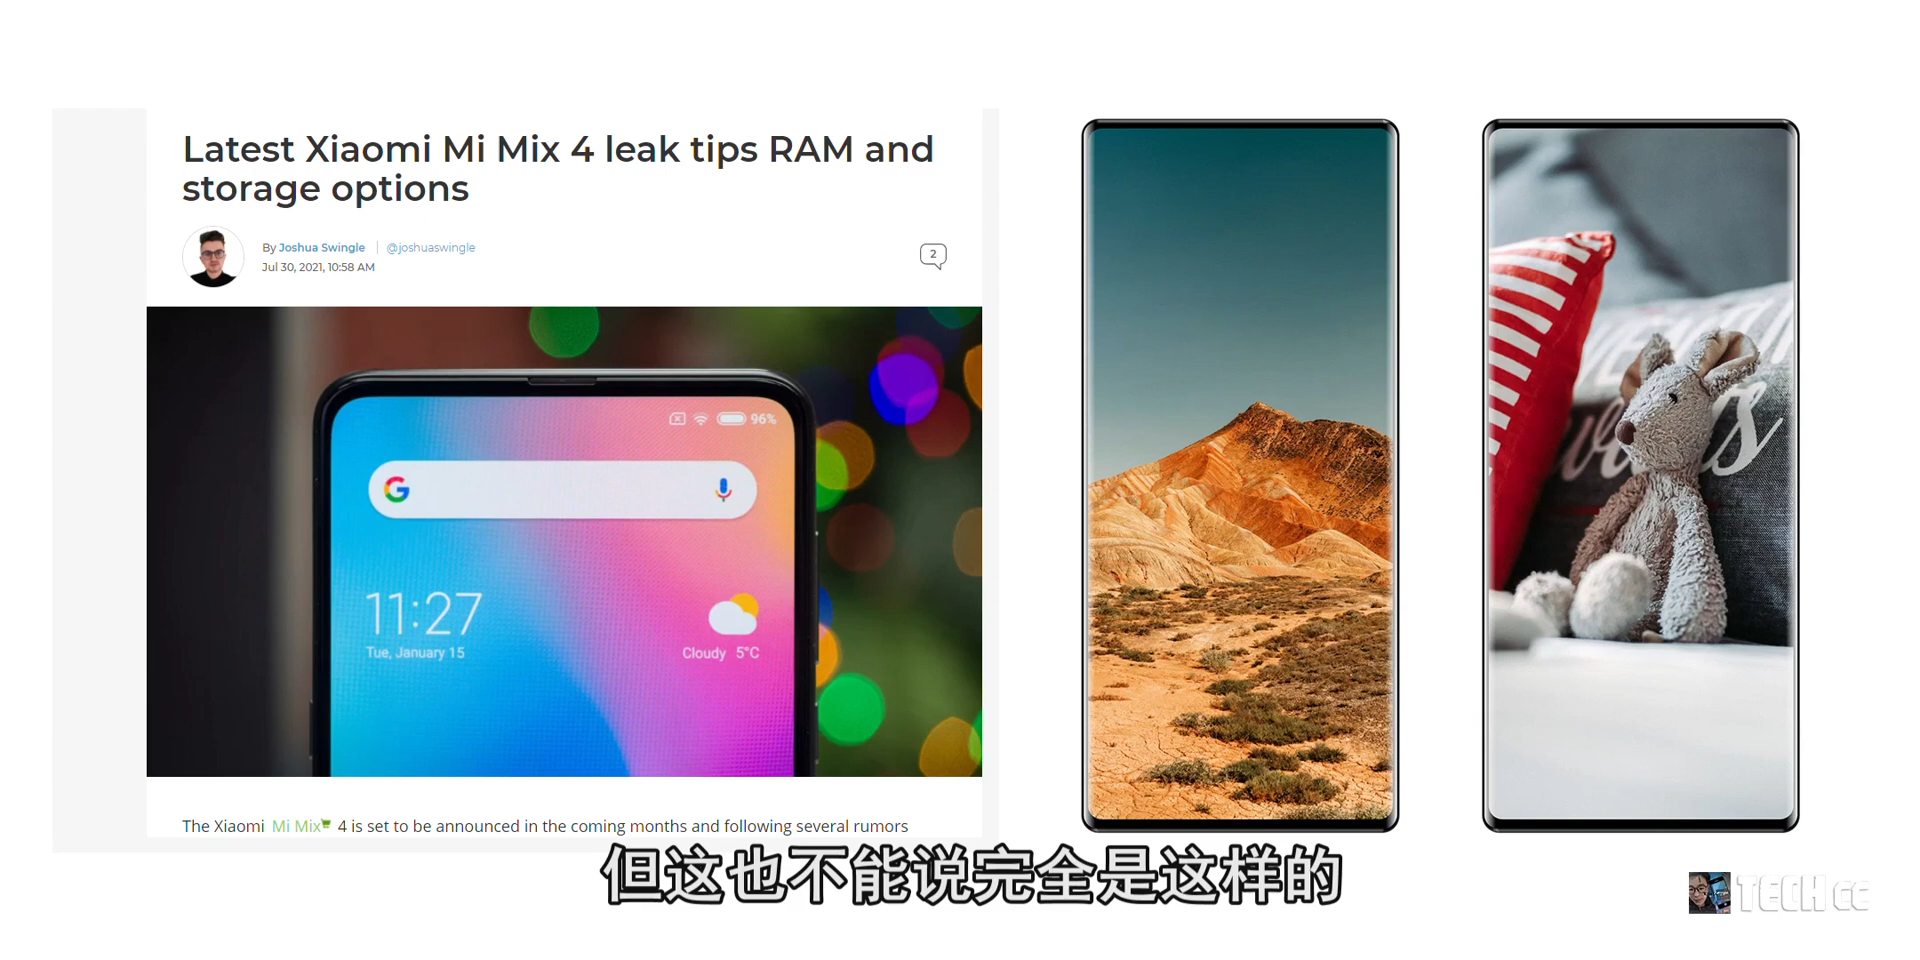 Latest Xiaomi Mi Mix 4 leak tips RAM and
storage options
By Joshua Swingle | @joshuaswingle
Jul 30, 2021, 10:58 AM
2
96%
G
11:27
Tue, January 15
Cloudy 5°C
The Xiaomi Mi Mix 4 is set to be announced in the coming months and following several rumors
但这也不能说完全是这样的
TECH CE